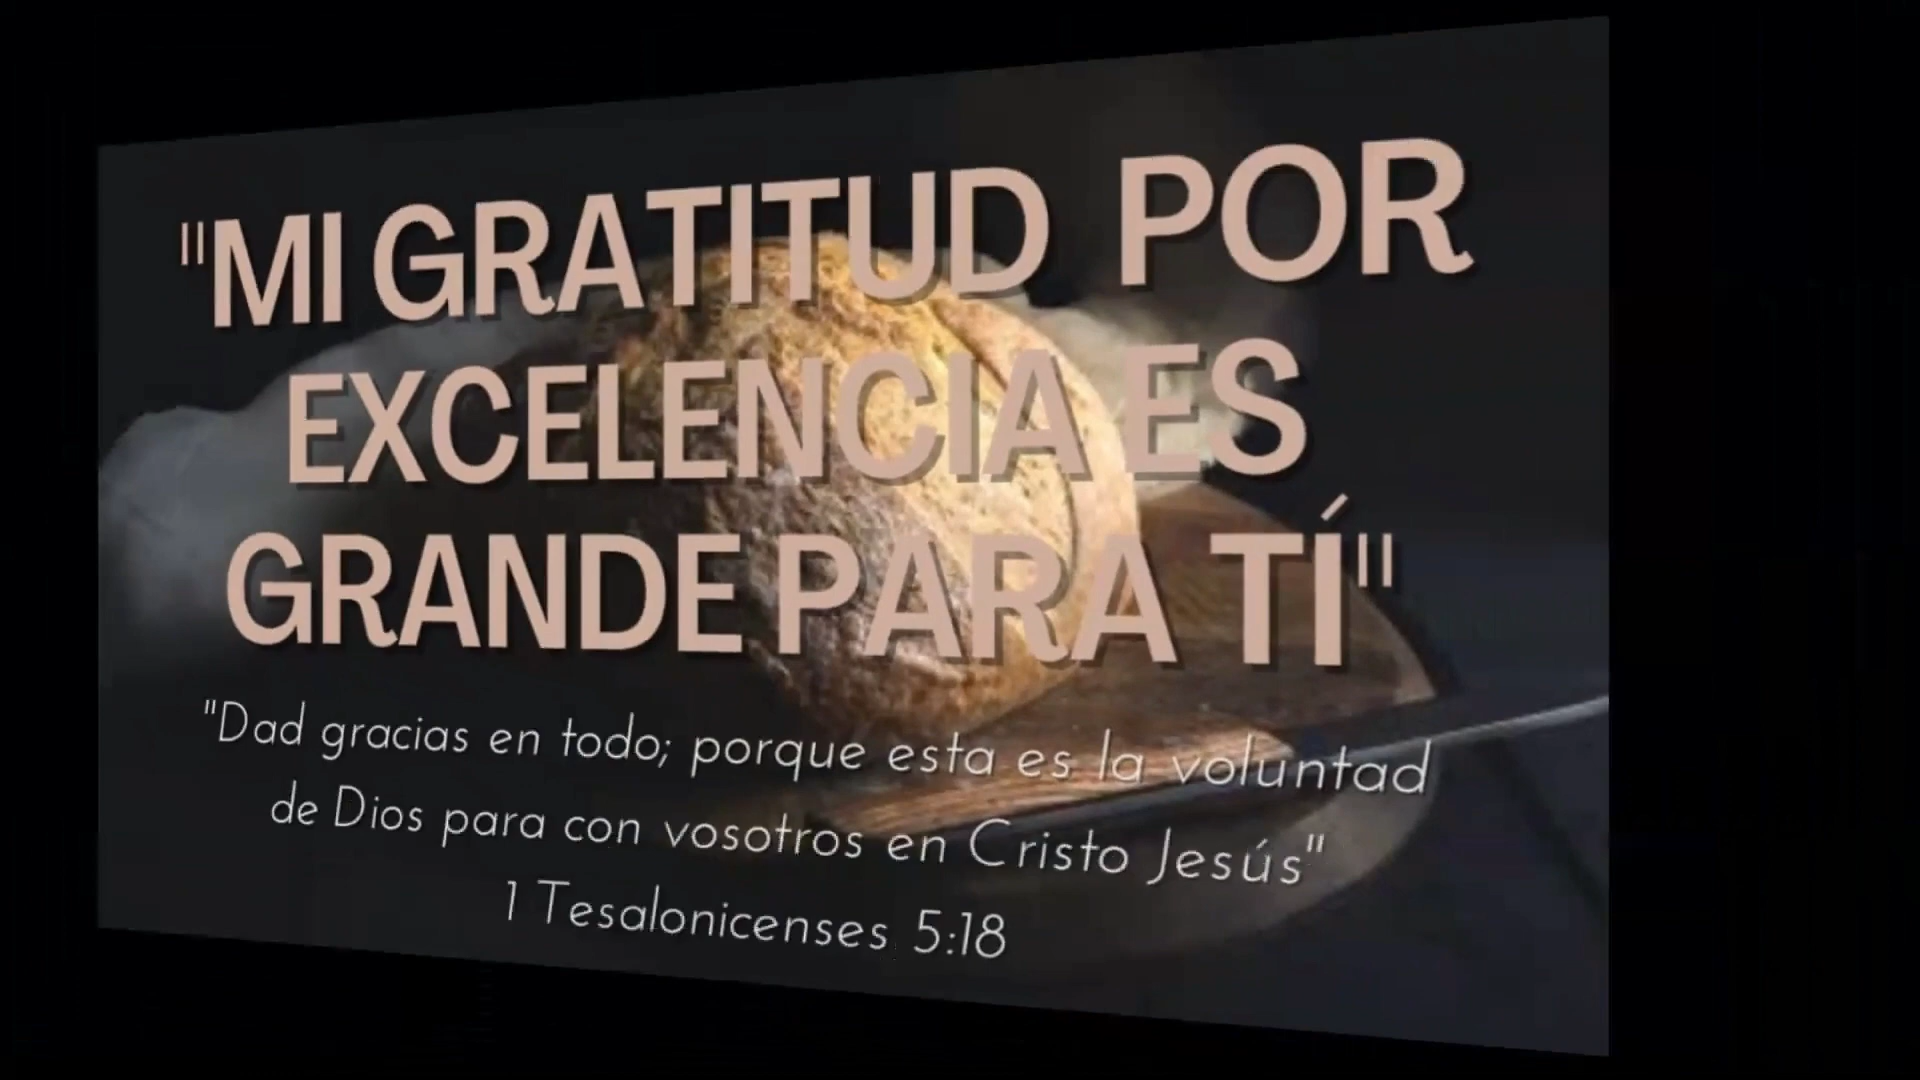 "MI GRATITUD POR
EXCELENCIA ES
GRANDE PARA TÍ"
"Dad gracias en todo; porque esta es la voluntad
de Dios para con vosotros en Cristo Jesús"
1 Tesalonicenses 5:18